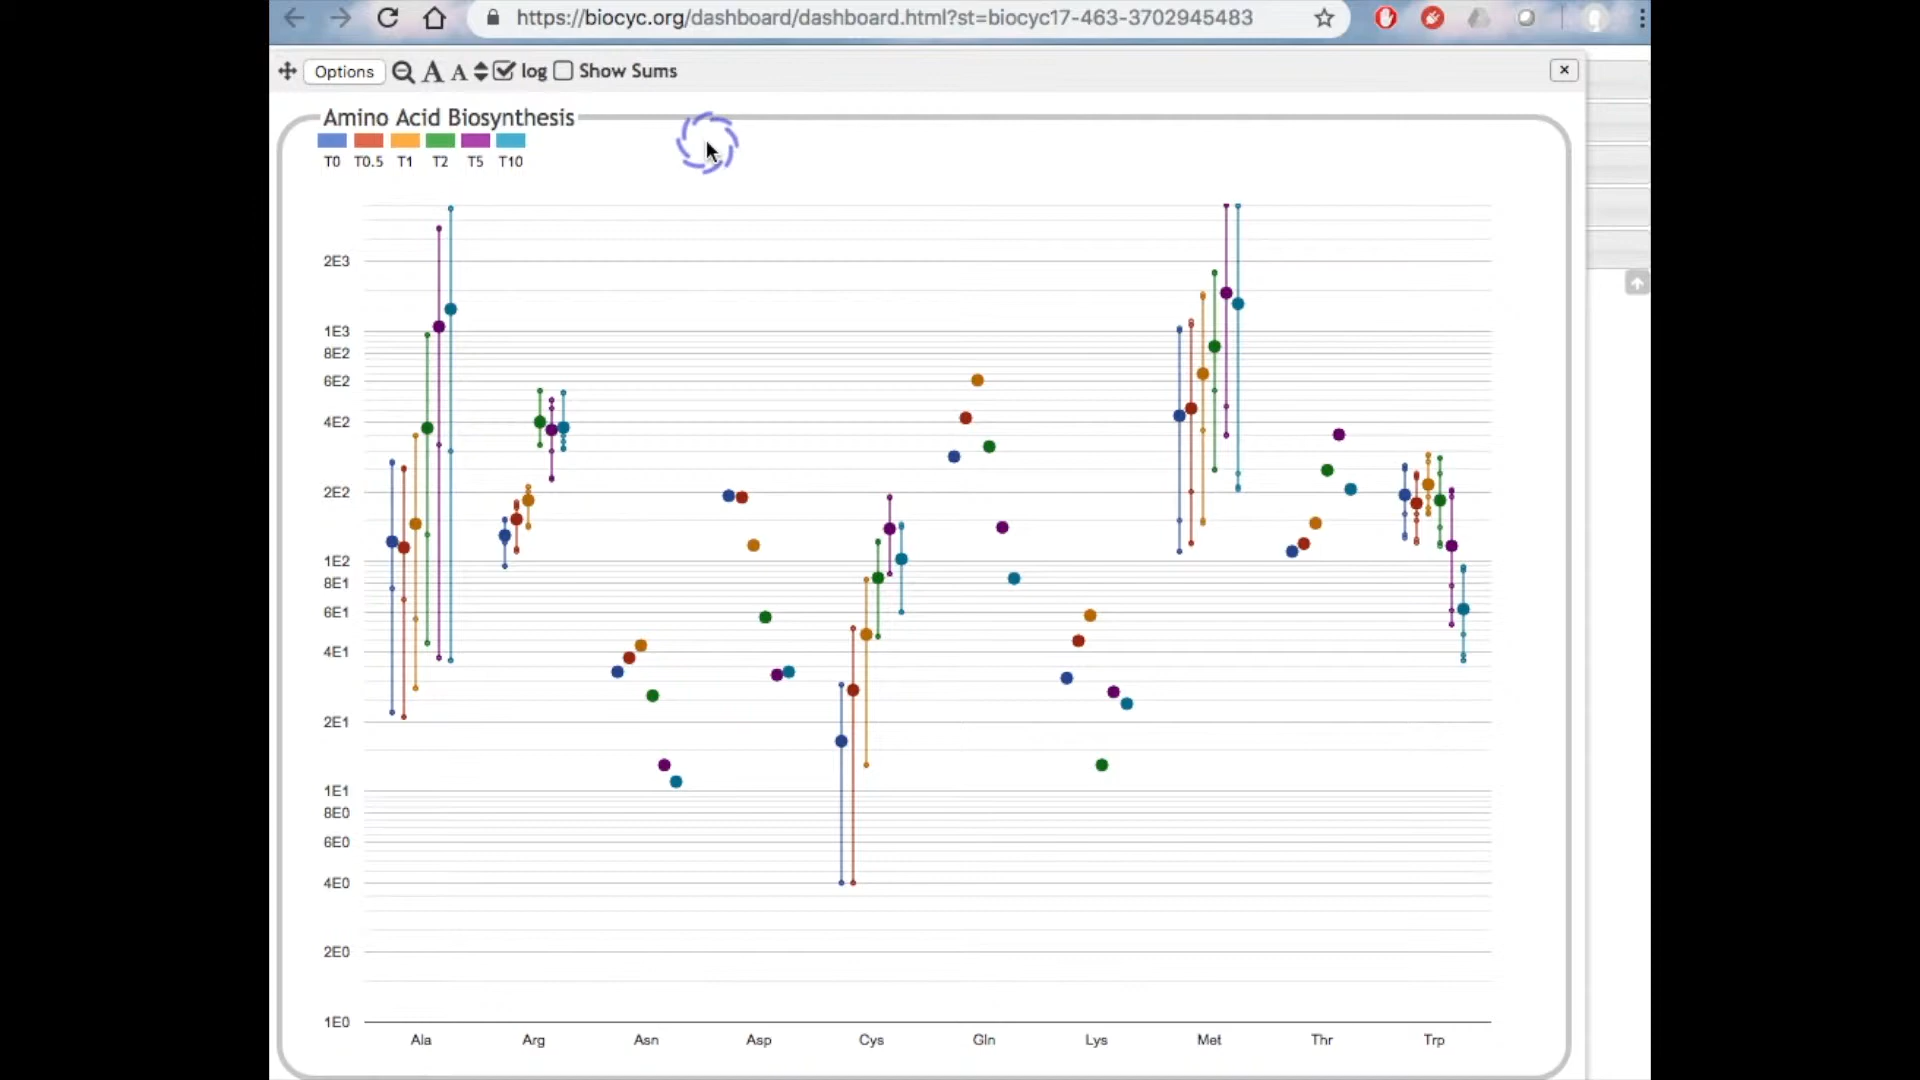 https://biocyc.org/dashboard/dashboard.html?st=biocyc17-463-3702945483
Options A A log Show Sums
Amino Acid Biosynthesis
T0 T0.5 T1 T2 T5 T10
2E3
1E3
8E2
6E2
4E2
2E2
1E2
8E1
6E1
4E1
2E1
1E1
8E0
6E0
4E0
2E0
1E0
Ala Arg Asn Asp Cys Gln Lys Met Thr Trp